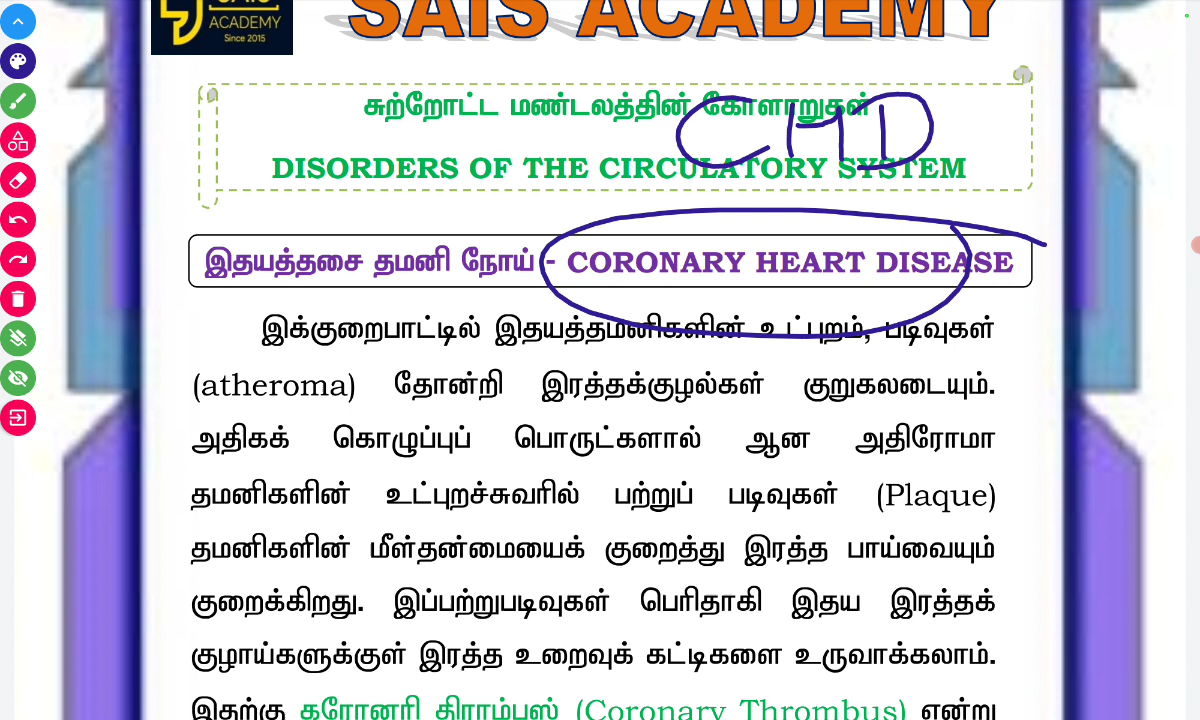 ACADEMY
Since 2015
SAIS ACADEMY
சுற்றோட்ட மண்டலத்தின் கோளாறுகள்
CHD
DISORDERS OF THE CIRCULATORY SYSTEM
இதயத்தசை தமனி நோய் - CORONARY HEART DISEASE
இக்குறைபாட்டில் இதயத்தமனிகளின் உட்புறம், படிவுகள்
(atheroma) தோன்றி இரத்தக்குழல்கள் குறுகலடையும்.
அதிகக் கொழுப்புப் பொருட்களால் ஆன அதிரோமா
தமனிகளின் உட்புறச்சுவரில் பற்றுப் படிவுகள் (Plaque)
தமனிகளின் மீள்தன்மையைக் குறைத்து இரத்த பாய்வையும்
குறைக்கிறது. இப்பற்றுபடிவுகள் பெரிதாகி இதய இரத்தக்
குழாய்களுக்குள் இரத்த உறைவுக் கட்டிகளை உருவாக்கலாம்.
இதற்கு கரோனரி திராம்பஸ் (Coronary Thrombus) என்று